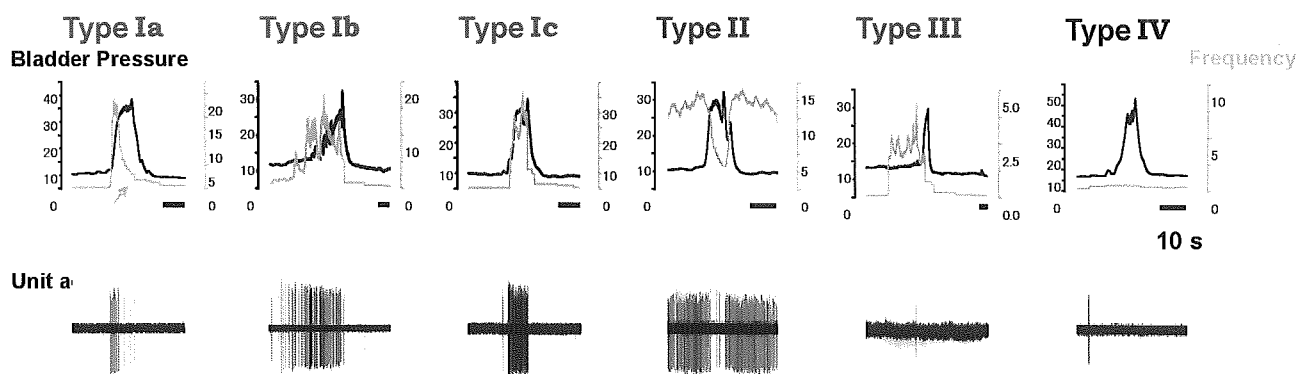 Type Ia Type Ib Type Ic Type II Type III Type IV
Bladder Pressure Frequency
40 30 20 10 0 20 15 10 5 0
30 20 10 0 20 10 0
30 20 10 0 30 20 10 0
30 20 10 0 15 10 5 0
30 20 10 0 5.0 2.5 0.0
50 40 30 20 10 0 10 5 0
10 s
Unit a